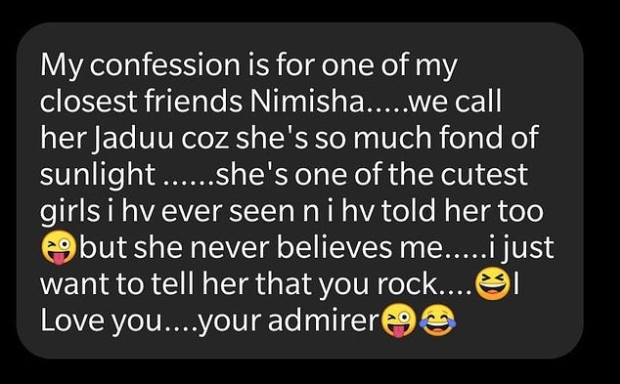 My confession is for one of my
closest friends Nimisha.....we call
her Jaduu coz she's so much fond of
sunlight ......she's one of the cutest
girls i hv ever seen n i hv told her too
😜but she never believes me.....i just
want to tell her that you rock....😆I
Love you....your admirer😜😂